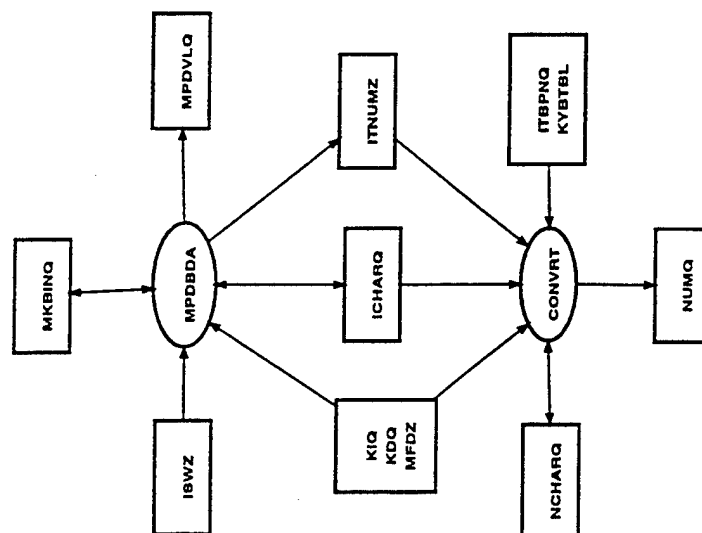 MKBINQ
ISWZ
MPDBDA
MPDVLQ
KIQ
KDQ
MFDZ
ICHARQ
ITNUMZ
NCHARQ
CONVRT
ITBPNQ
KYBTBL
NUMQ